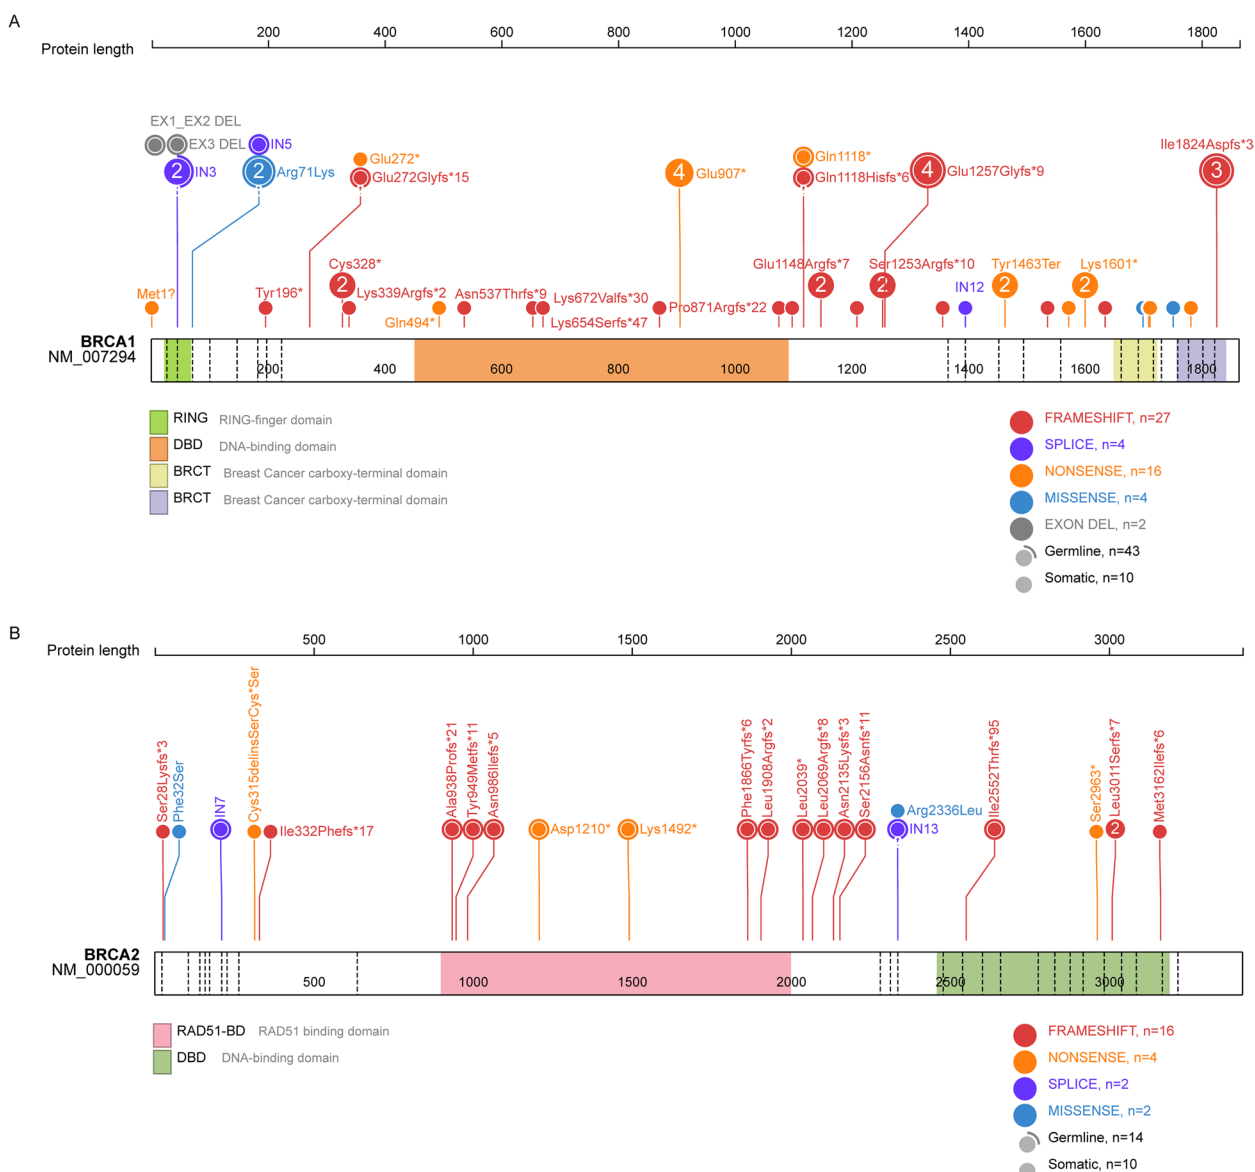 A
Protein length
200 400 600 800 1000 1200 1400 1600 1800
EX1_EX2 DEL
EX3 DEL
IN5
2 IN3
2 Arg71Lys
Glu272*
Glu272Glyfs*15
4 Glu907*
Gln1118*
Gln1118Hisfs*6
4 Glu1257Glyfs*9
Ile1824Aspfs*3
3
Met1?
Tyr196*
Cys328*
2
Lys339Argfs*2
Gln494*
Asn537Thrfs*9
Lys672Valfs*30
Lys654Serfs*47
Pro871Argfs*22
Glu1148Argfs*7
2
Ser1253Argfs*10
2
IN12
Tyr1463Ter
2
Lys1601*
2
BRCA1
NM_007294
200 400 600 800 1000 1200 1400 1600 1800
RING RING-finger domain
DBD DNA-binding domain
BRCT Breast Cancer carboxy-terminal domain
BRCT Breast Cancer carboxy-terminal domain
FRAMESHIFT, n=27
SPLICE, n=4
NONSENSE, n=16
MISSENSE, n=4
EXON DEL, n=2
Germline, n=43
Somatic, n=10
B
Protein length
500 1000 1500 2000 2500 3000
Ser28Lysfs*3
Phe32Ser
IN7
Cys315delinsSerCys*Ser
Ile332Phefs*17
Ala938Profs*21
Tyr949Metfs*11
Asn986Ilefs*5
Asp1210*
Lys1492*
Phe1866Tyrfs*6
Leu1908Argfs*2
Leu2039*
Leu2069Argfs*8
Asn2135Lysfs*3
Ser2156Asnfs*11
Arg2336Leu
IN13
Ile2552Thrfs*95
Ser2963*
Leu3011Serfs*7
2
Met3162Ilefs*6
BRCA2
NM_000059
500 1000 1500 2000 2500 3000
RAD51-BD RAD51 binding domain
DBD DNA-binding domain
FRAMESHIFT, n=16
NONSENSE, n=4
SPLICE, n=2
MISSENSE, n=2
Germline, n=14
Somatic, n=10